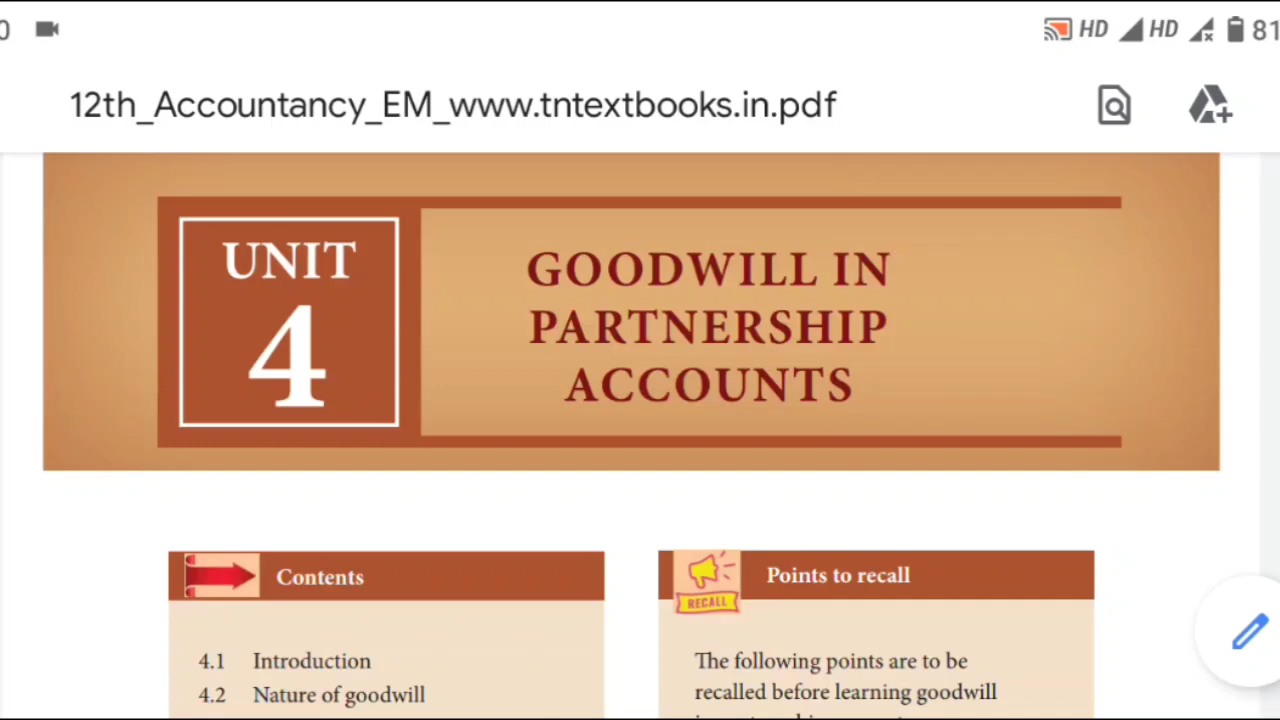 0 HD HD 81
12th_Accountancy_EM_www.tntextbooks.in.pdf
UNIT
4
GOODWILL IN
PARTNERSHIP
ACCOUNTS
Contents
4.1 Introduction
4.2 Nature of goodwill
RECALL
Points to recall
The following points are to be
recalled before learning goodwill